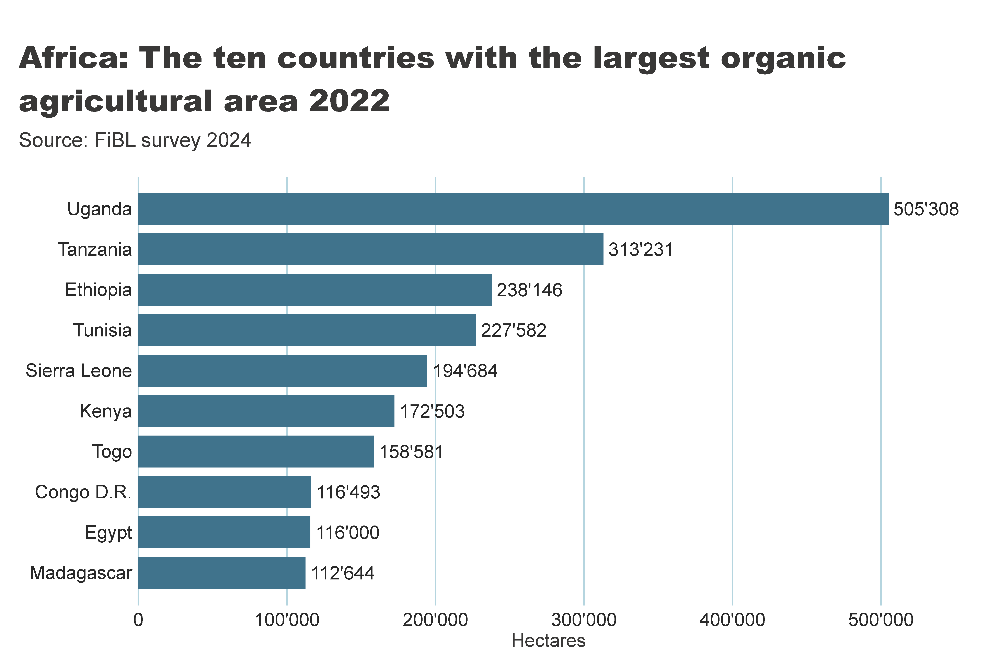 Africa: The ten countries with the largest organic
agricultural area 2022
Source: FiBL survey 2024
Uganda 505'308
Tanzania 313'231
Ethiopia 238'146
Tunisia 227'582
Sierra Leone 194'684
Kenya 172'503
Togo 158'581
Congo D.R. 116'493
Egypt 116'000
Madagascar 112'644
0 100'000 200'000 300'000 400'000 500'000
Hectares